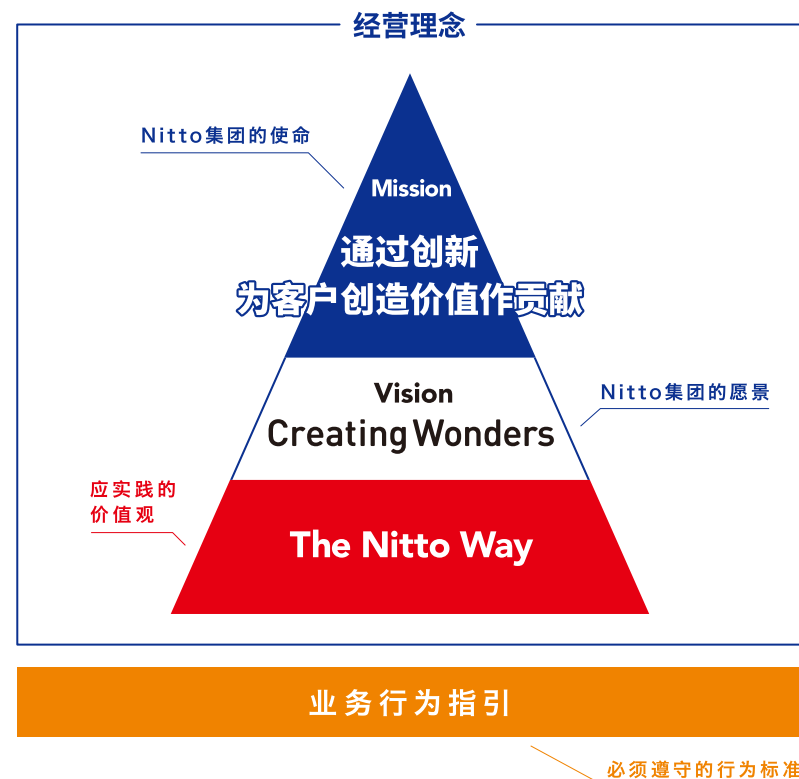 经营理念
Nitto集团的使命
Mission
通过创新
为客户创造价值作贡献
Vision
Creating Wonders
Nitto集团的愿景
应实践的
价值观
The Nitto Way
业务行为指引
必须遵守的行为标准